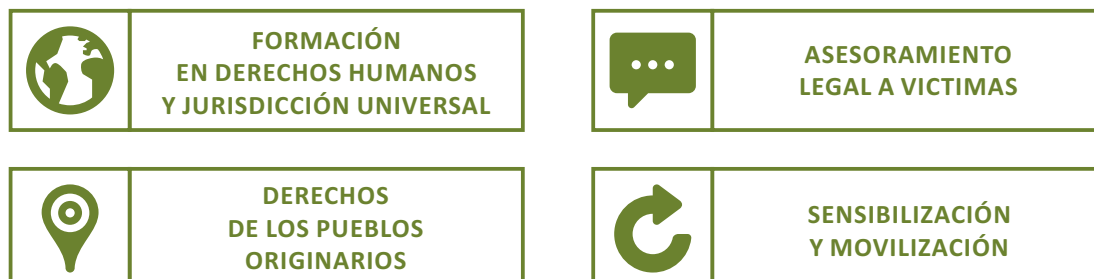 FORMACIÓN
EN DERECHOS HUMANOS
Y JURISDICCIÓN UNIVERSAL
ASESORAMIENTO
LEGAL A VICTIMAS
DERECHOS
DE LOS PUEBLOS
ORIGINARIOS
SENSIBILIZACIÓN
Y MOVILIZACIÓN